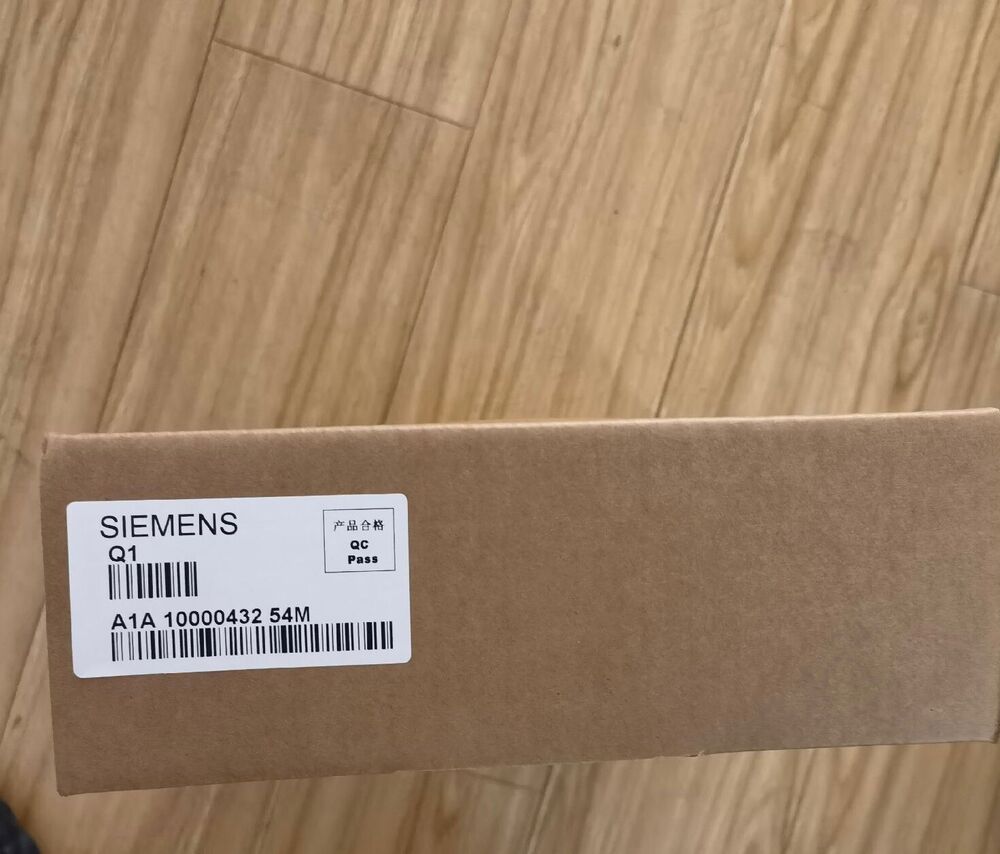 SIEMENS
Q1
A1A 10000432 54M
产品合格
QC
Pass